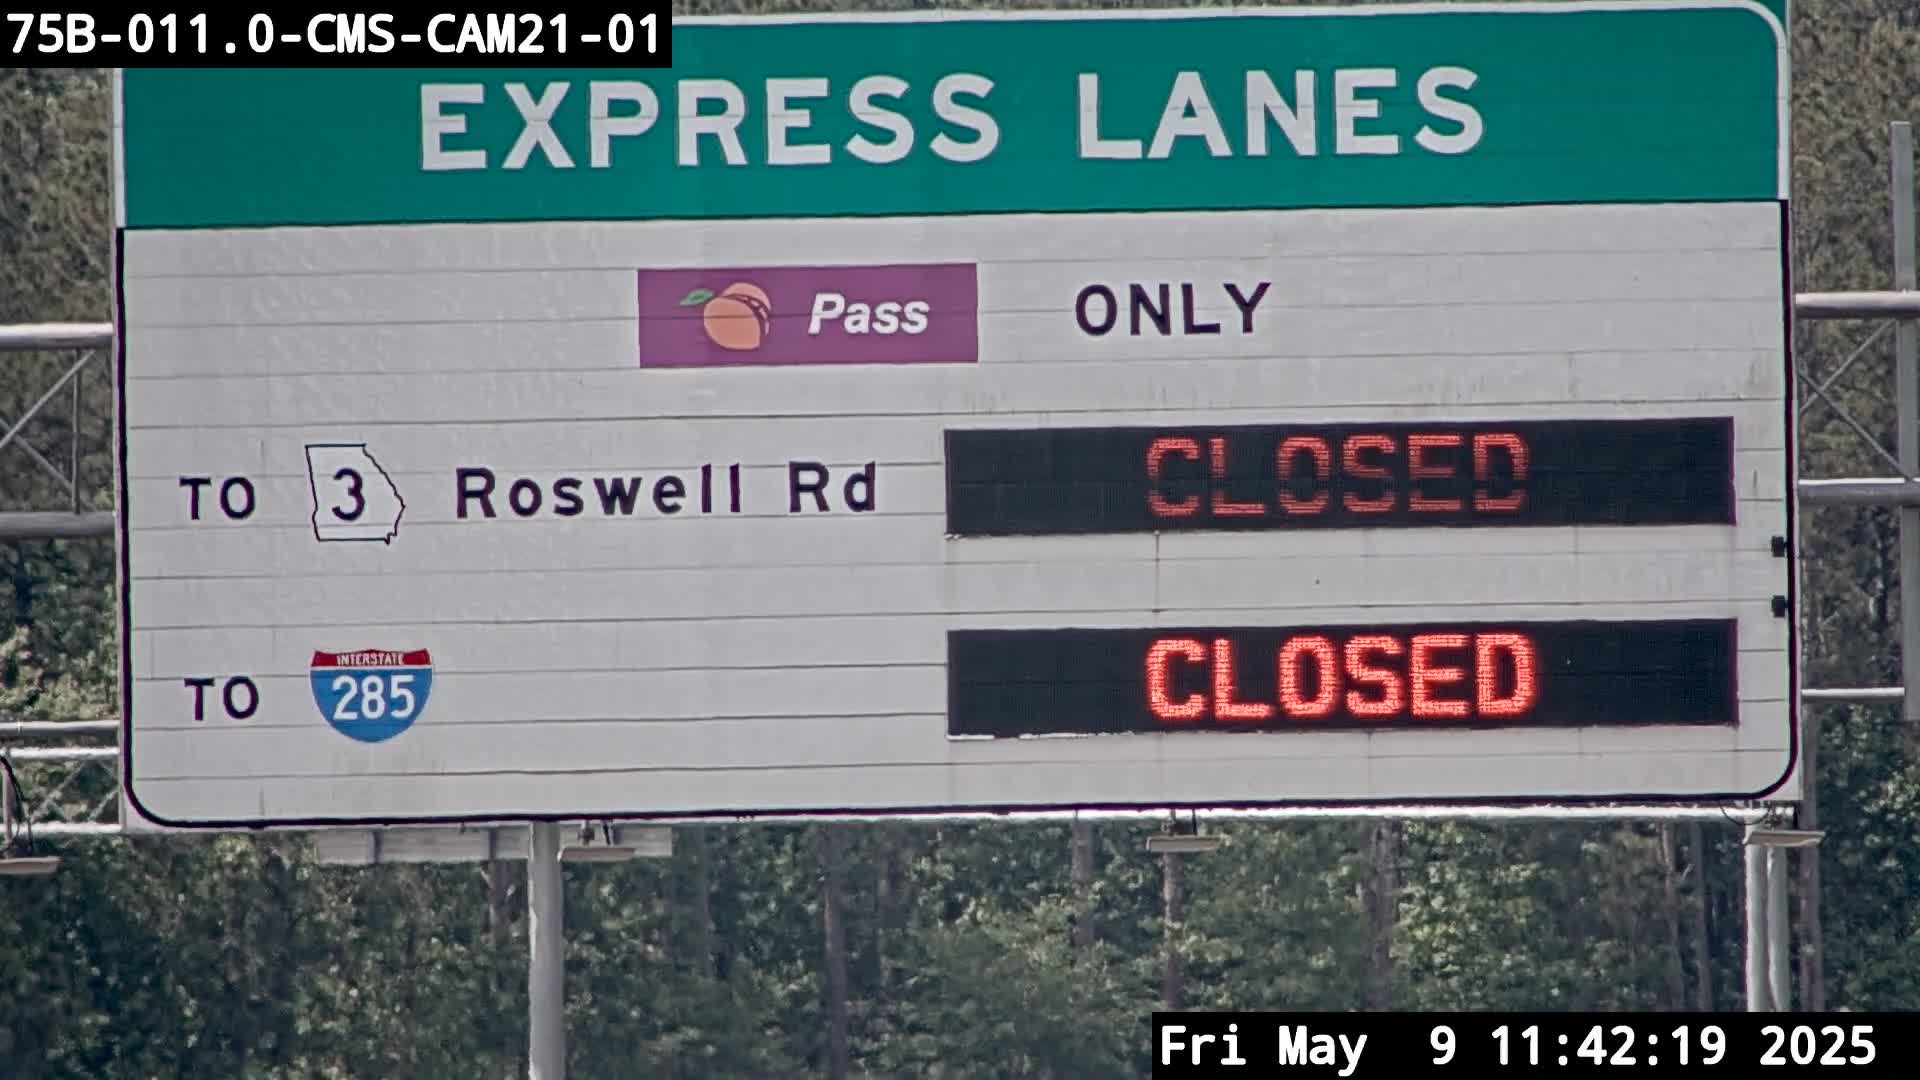 75B-011.0-CMS-CAM21-01
EXPRESS LANES
Pass ONLY
TO 3 Roswell Rd CLOSED
TO INTERSTATE 285 CLOSED
Fri May 9 11:42:19 2025